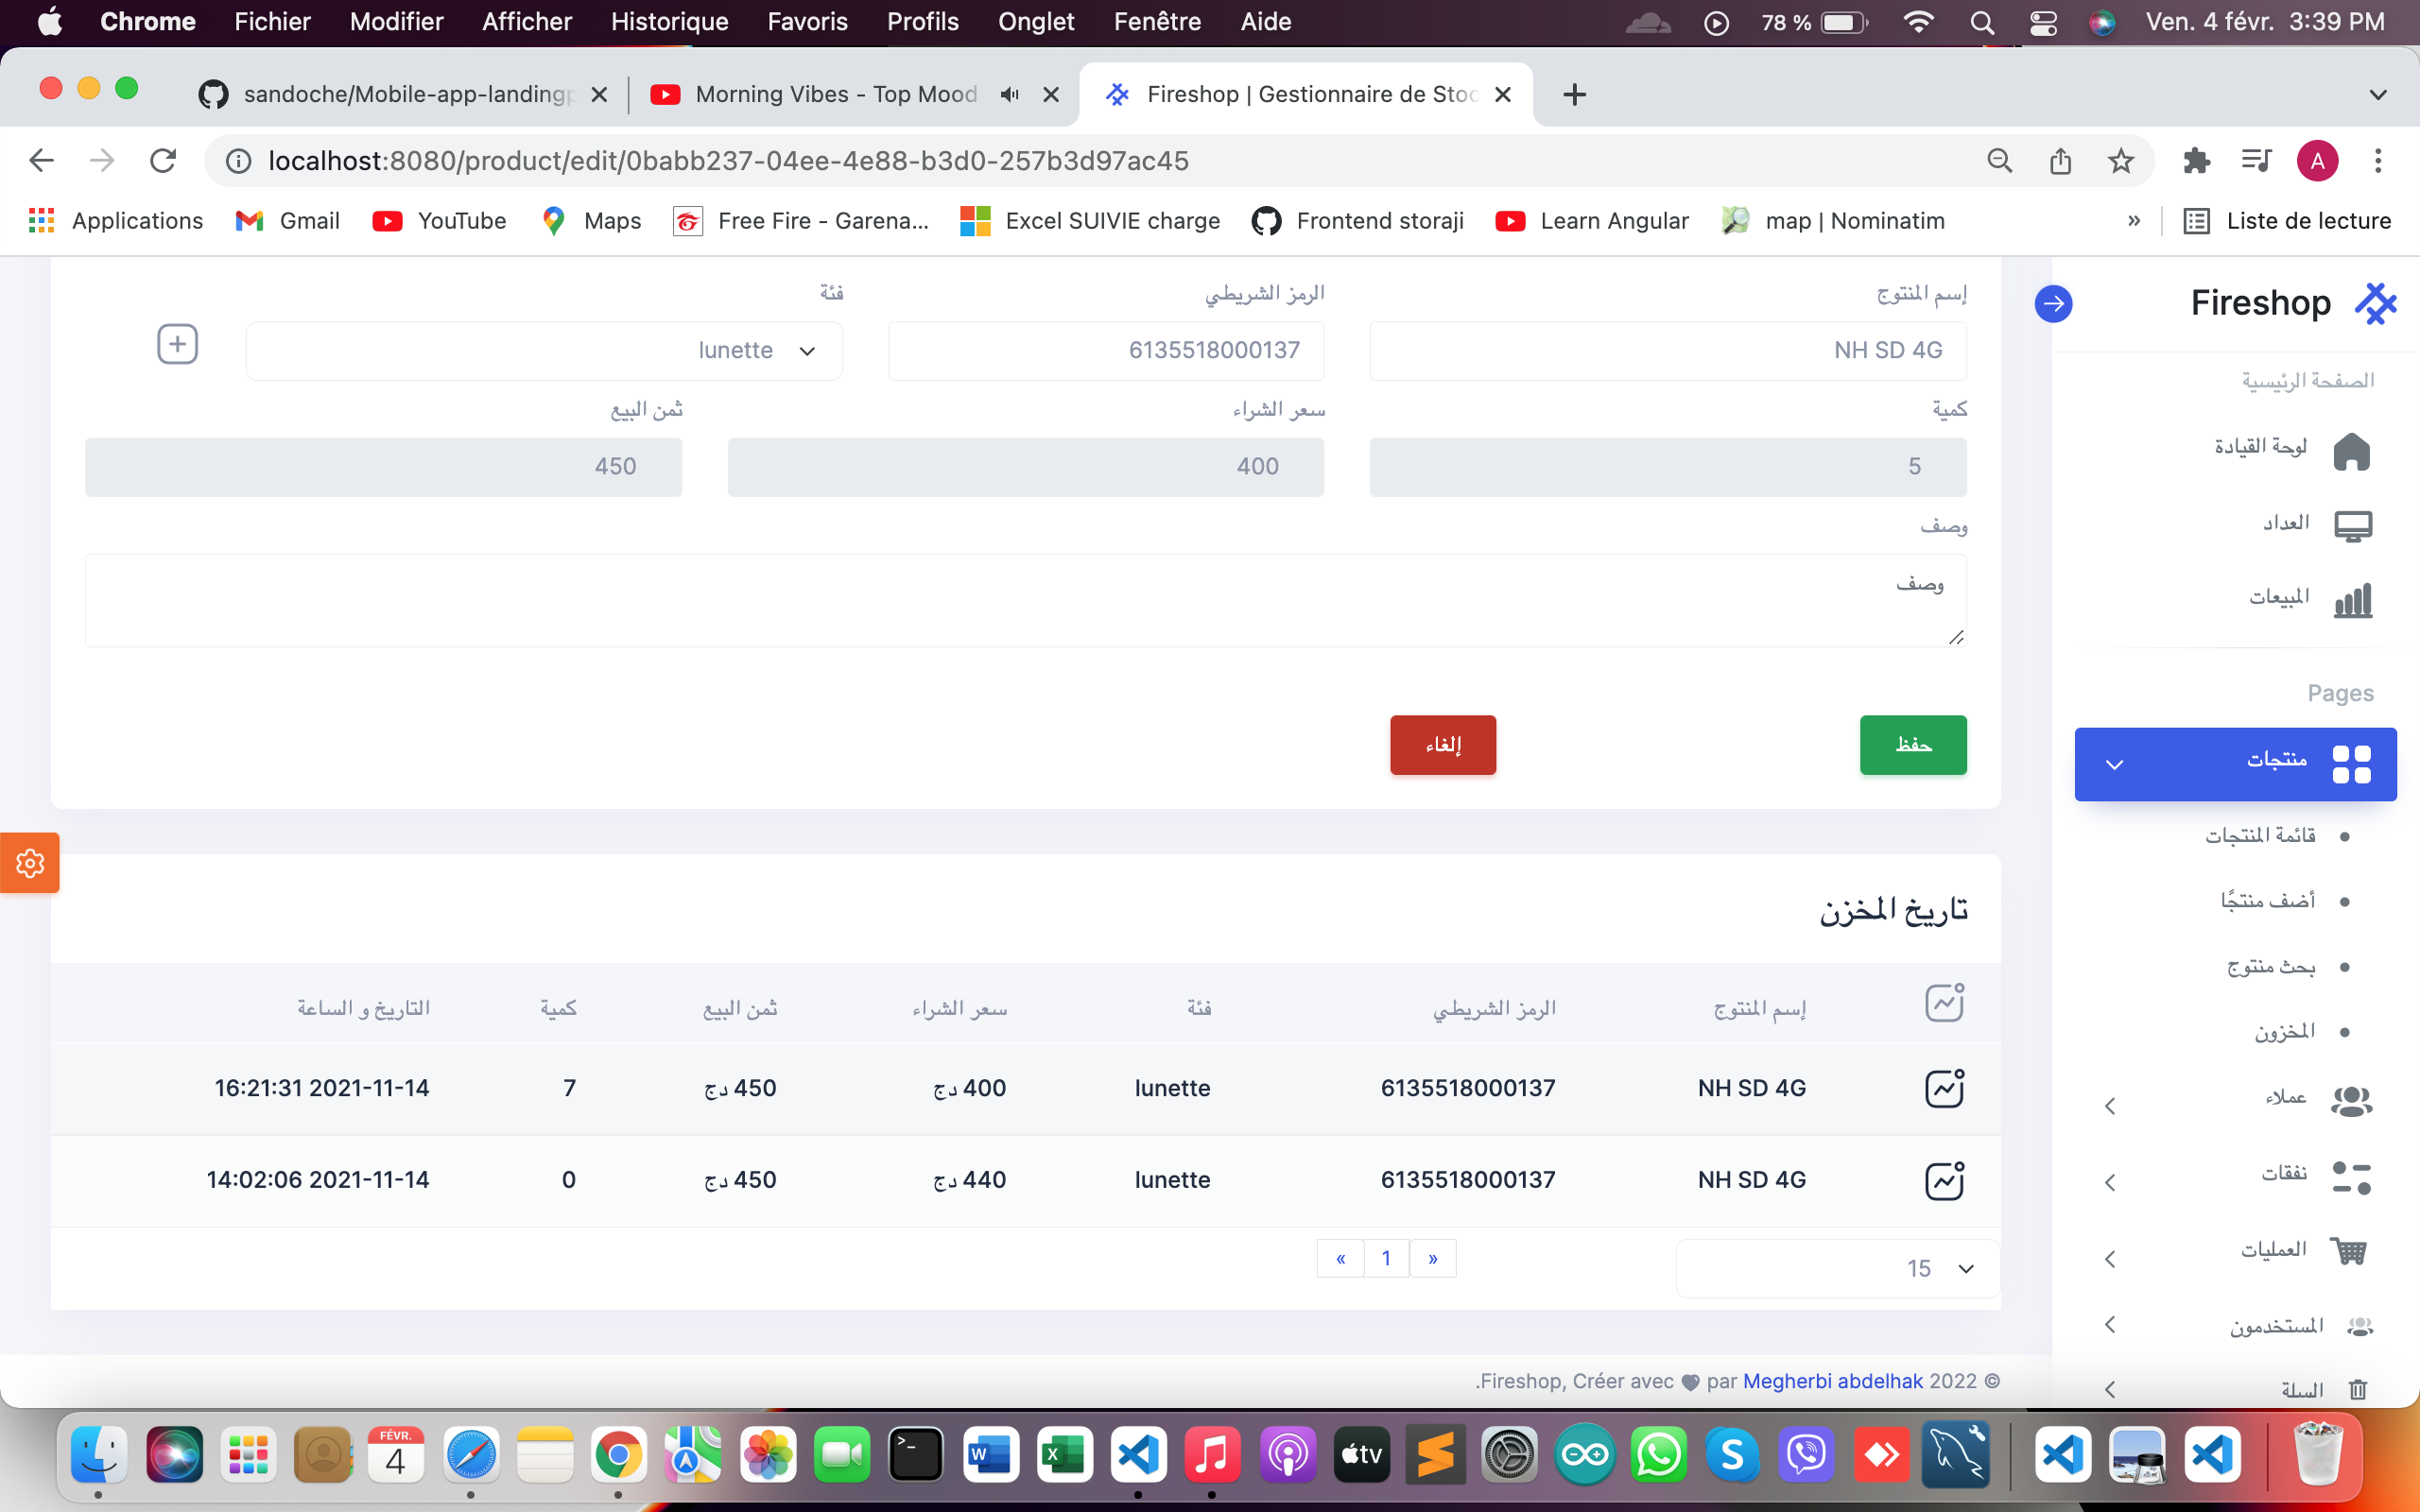 Chrome Fichier Modifier Afficher Historique Favoris Profils Onglet Fenêtre Aide 78 % Ven. 4 févr. 3:39 PM
sandoche/Mobile-app-landingp Morning Vibes - Top Mood Fireshop | Gestionnaire de Stoc
localhost:8080/product/edit/0babb237-04ee-4e88-b3d0-257b3d97ac45 A
Applications Gmail YouTube Maps Free Fire - Garena... Excel SUIVIE charge Frontend storaji Learn Angular map | Nominatim » Liste de lecture
Fireshop
الصفحة الرئيسية
لوحة القيادة
العداد
المبيعات
Pages
منتجات
قائمة المنتجات
أضف منتجًا
بحث منتوج
المخزون
عملاء
نفقات
العمليات
المستخدمون
السلة
إسم المنتوج الرمز الشريطي فئة
NH SD 4G 6135518000137 lunette
كمية سعر الشراء ثمن البيع
5 400 450
وصف
وصف
حفظ إلغاء
تاريخ المخزن
إسم المنتوج الرمز الشريطي فئة سعر الشراء ثمن البيع كمية التاريخ و الساعة
NH SD 4G 6135518000137 lunette 400 دج 450 دج 7 16:21:31 2021-11-14
NH SD 4G 6135518000137 lunette 440 دج 450 دج 0 14:02:06 2021-11-14
15 « 1 »
.Fireshop, Créer avec par Megherbi abdelhak 2022 ©
FÉVR.
4
tv